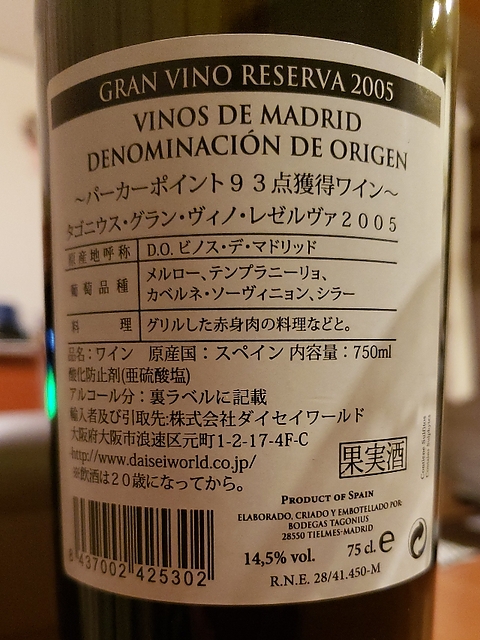 GRAN VINO RESERVA 2005
VINOS DE MADRID
DENOMINACIÓN DE ORIGEN
～パーカーポイント９３点獲得ワイン～
タゴニウス・グラン・ヴィノ・レゼルヴァ２００５
原産地呼称 D.O. ビノス・デ・マドリッド
葡萄品種 メルロー、テンプラニーリョ、
カベルネ・ソーヴィニョン、シラー
料理 グリルした赤身肉の料理などと。
品名：ワイン 原産国：スペイン 内容量：750ml
酸化防止剤(亜硫酸塩)
アルコール分：裏ラベルに記載
輸入者及び引取先:株式会社ダイセイワールド
大阪府大阪市浪速区元町1-2-17-4F-C
http://www.daiseiworld.co.jp/
※飲酒は２０歳になってから。
果実酒
Contiene Sulfitos
Contains Sulphites
PRODUCT OF SPAIN
ELABORADO, CRIADO Y EMBOTELLADO POR
BODEGAS TAGONIUS
28550 TIELMES-MADRID
14,5% vol. 75 cl. e
R.N.E. 28/41.450-M
8 437002 425302